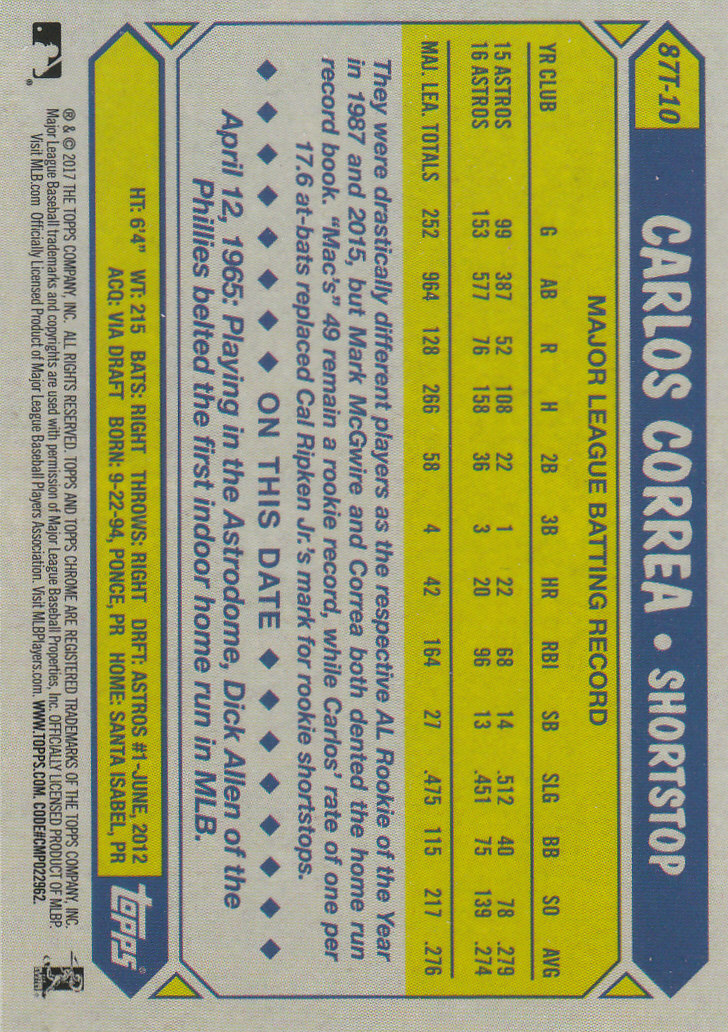 87T-10
CARLOS CORREA • SHORTSTOP
MAJOR LEAGUE BATTING RECORD
YR CLUB G AB R H 2B 3B HR RBI SB SLG BB SO AVG
15 ASTROS 99 387 52 108 22 1 22 68 14 .512 40 78 .279
16 ASTROS 153 577 76 158 36 3 20 96 13 .451 75 139 .274
MAJ. LEA. TOTALS 252 964 128 266 58 4 42 164 27 .475 115 217 .276
They were drastically different players as the respective AL Rookie of the Year
in 1987 and 2015, but Mark McGwire and Correa both dented the home run
record book. "Mac's" 49 remain a rookie record, while Carlos' rate of one per
17.6 at-bats replaced Cal Ripken Jr.'s mark for rookie shortstops.
ON THIS DATE
April 12, 1965: Playing in the Astrodome, Dick Allen of the
Phillies belted the first indoor home run in MLB.
HT: 6'4" WT: 215 BATS: RIGHT THROWS: RIGHT DRFT: ASTROS #1-JUNE, 2012
ACQ: VIA DRAFT BORN: 9-22-94, PONCE, PR HOME: SANTA ISABEL, PR
topps®
® & © 2017 THE TOPPS COMPANY, INC. ALL RIGHTS RESERVED. TOPPS AND TOPPS CHROME ARE REGISTERED TRADEMARKS OF THE TOPPS COMPANY, INC.
Major League Baseball trademarks and copyrights are used with permission of Major League Baseball Properties, Inc. OFFICIALLY LICENSED PRODUCT OF MLBP.
Visit MLB.com Officially Licensed Product of Major League Baseball Players Association. Visit MLBPlayers.com. WWW.TOPPS.COM. CODE#CMP022962.